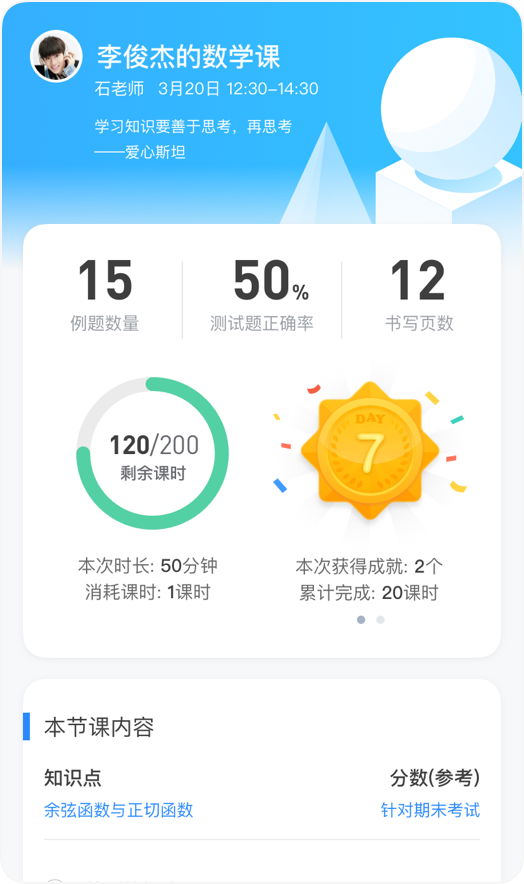 李俊杰的数学课
石老师 3月20日 12:30-14:30
学习知识要善于思考，再思考
——爱心斯坦
15 50% 12
例题数量 测试题正确率 书写页数
120/200
剩余课时
DAY
7
本次时长: 50分钟
消耗课时: 1课时
本次获得成就: 2个
累计完成: 20课时
本节课内容
知识点 分数(参考)
余弦函数与正切函数 针对期末考试